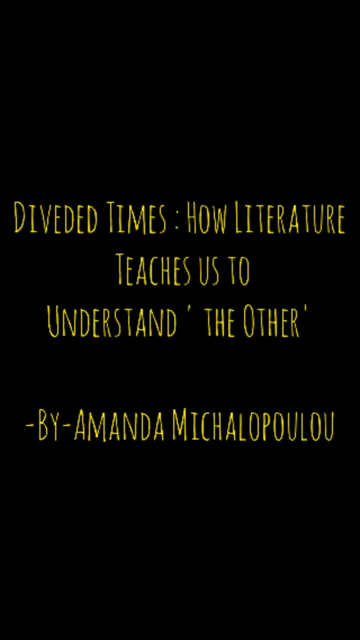 Diveded Times : How Literature
Teaches us to
Understand ' the Other'
-By-Amanda Michalopoulou